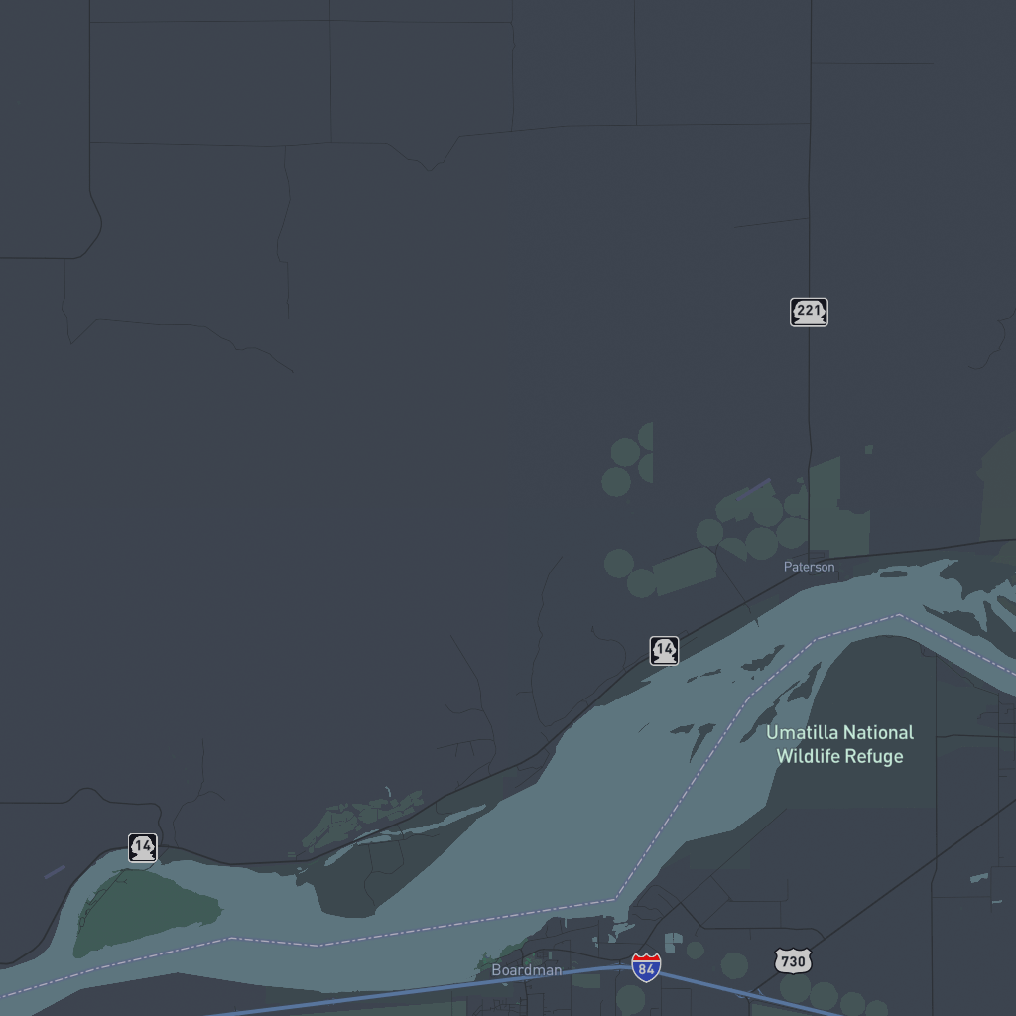 221
Paterson
14
Umatilla National
Wildlife Refuge
14
730
84
Boardman